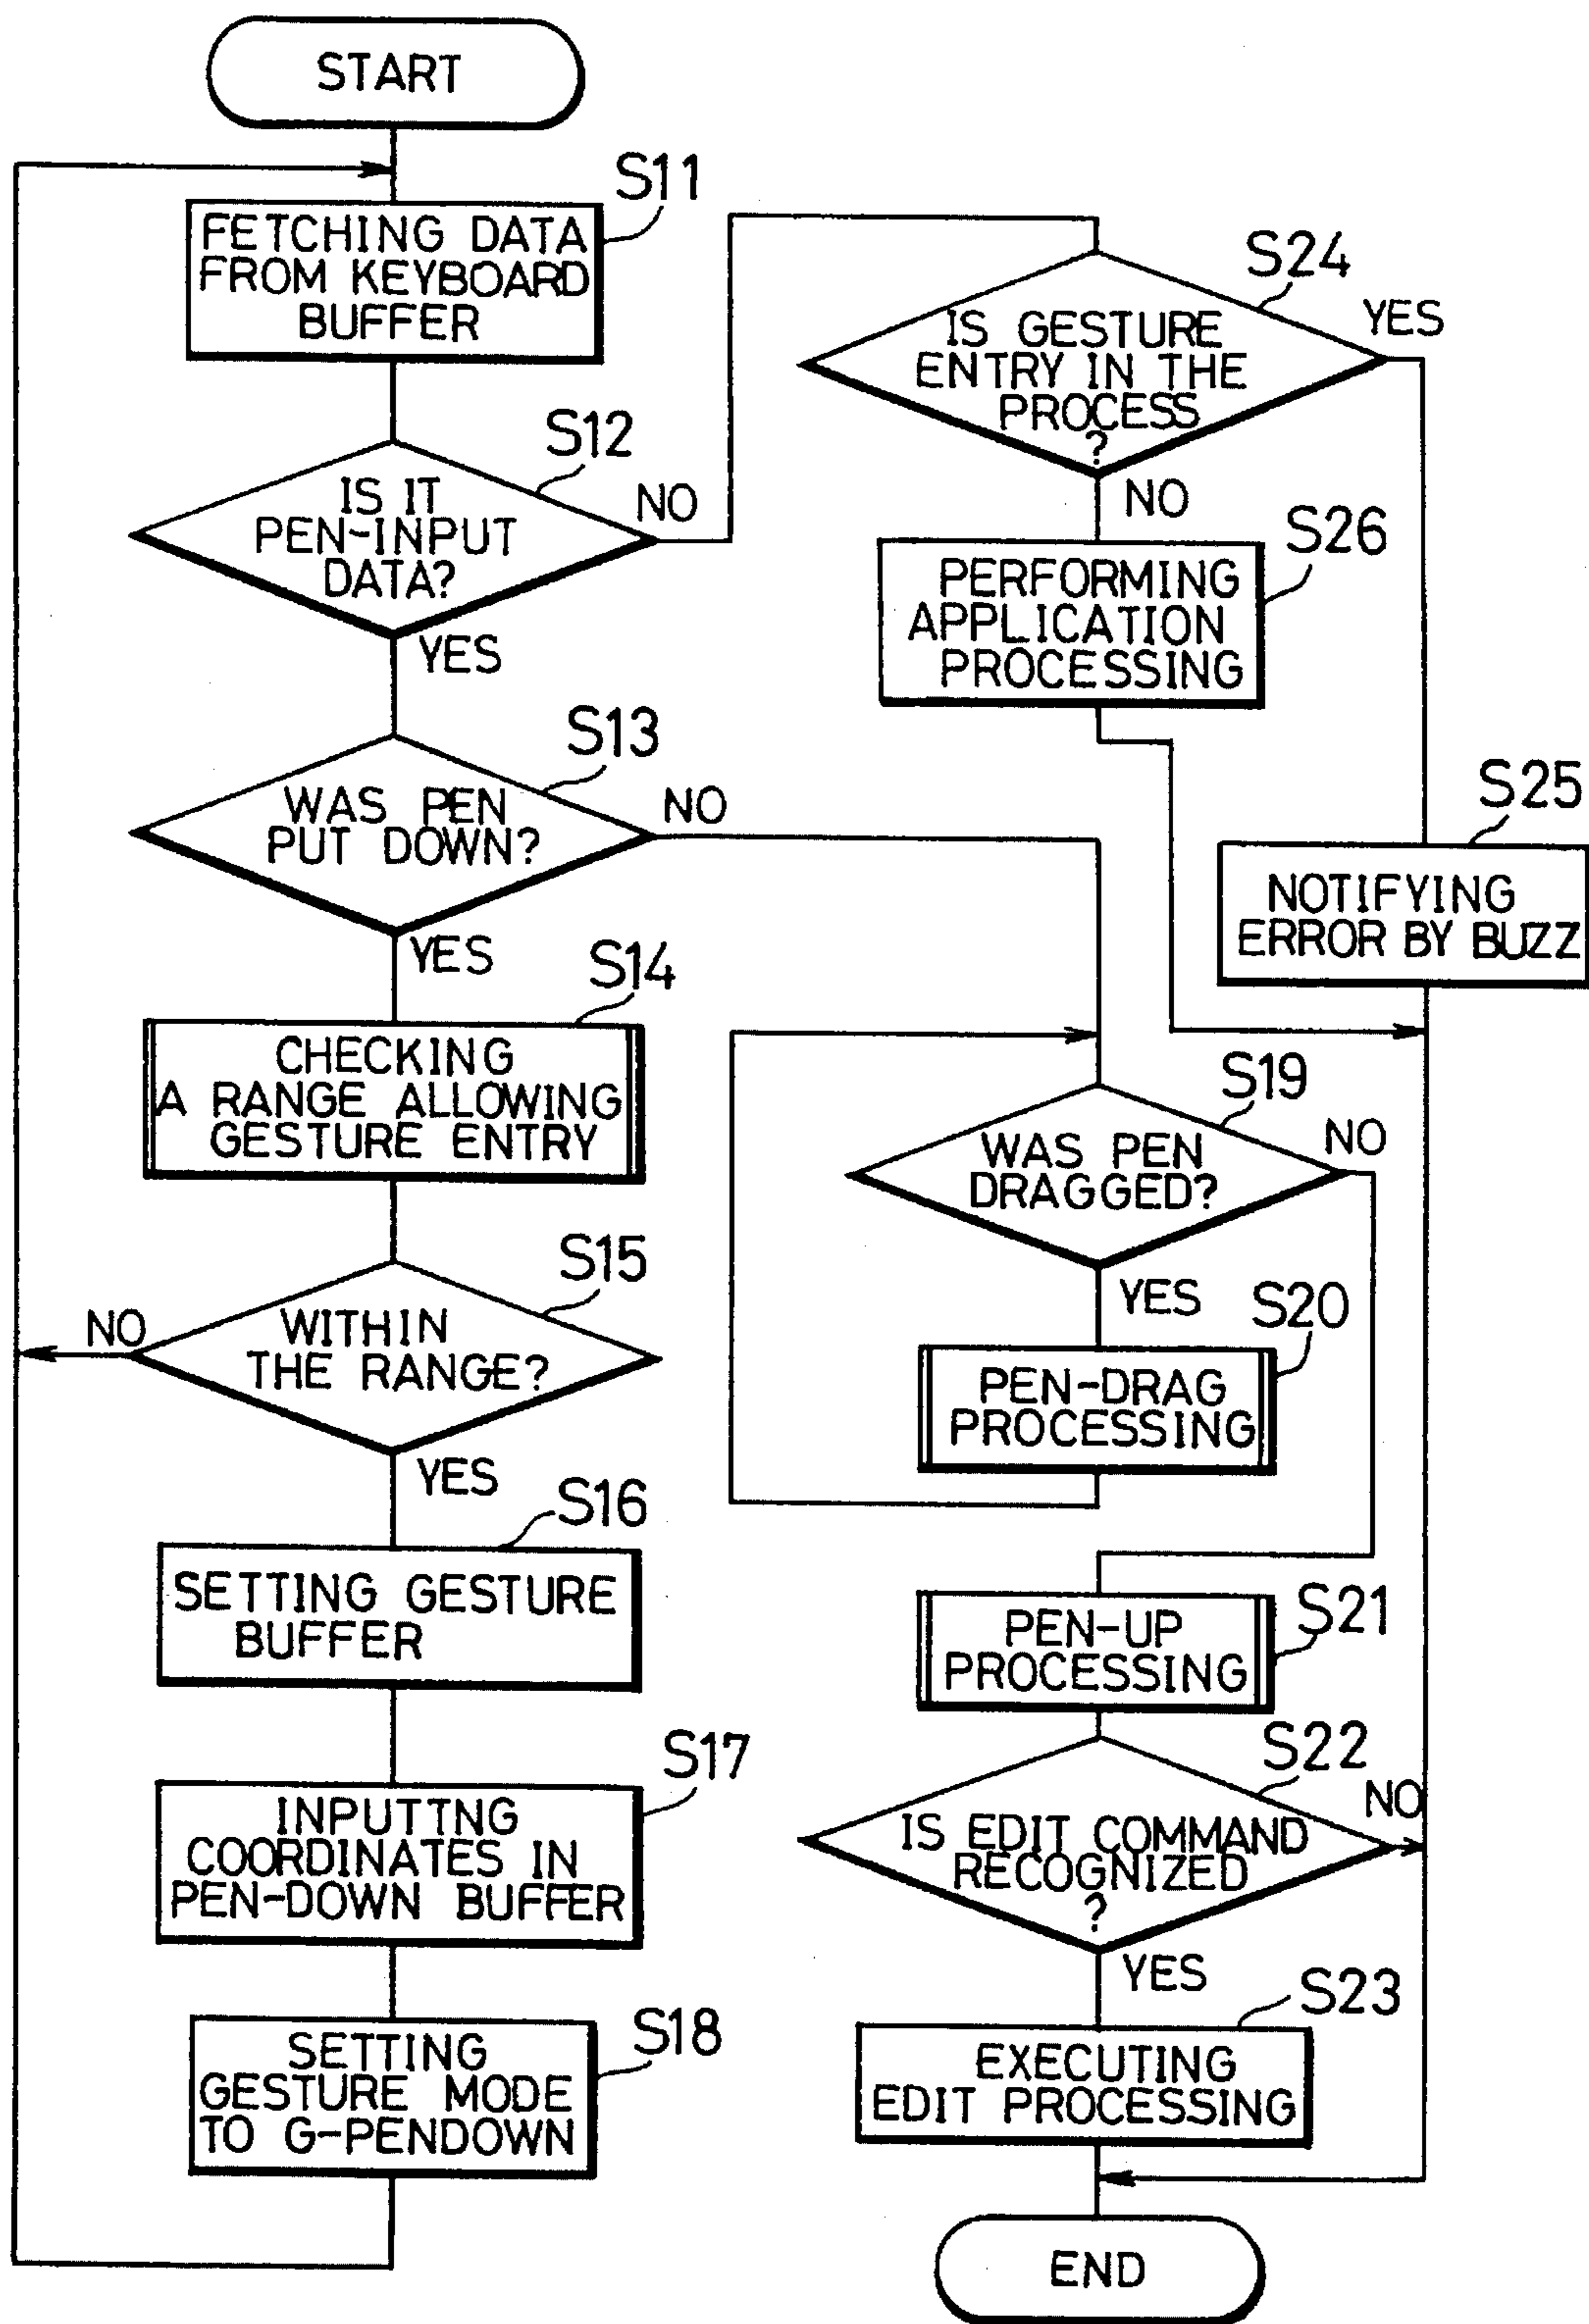 START
S11
FETCHING DATA
FROM KEYBOARD
BUFFER
S12
IS IT
PEN-INPUT
DATA?
NO
YES
S13
WAS PEN
PUT DOWN?
NO
YES
S14
CHECKING
A RANGE ALLOWING
GESTURE ENTRY
S15
WITHIN
THE RANGE?
NO
YES
S16
SETTING GESTURE
BUFFER
S17
INPUTTNG
COORDINATES IN
PEN-DOWN BUFFER
S18
SETTING
GESTURE MODE
TO G-PENDOWN
S24
IS GESTURE
ENTRY IN THE
PROCESS
?
YES
NO
S26
PERFORMING
APPLICATION
PROCESSING
S25
NOTIFYING
ERROR BY BUZZ
S19
WAS PEN
DRAGGED?
NO
YES
S20
PEN-DRAG
PROCESSING
S21
PEN-UP
PROCESSING
S22
IS EDIT COMMAND
RECOGNIZED
?
NO
YES
S23
EXECUTING
EDIT PROCESSING
END